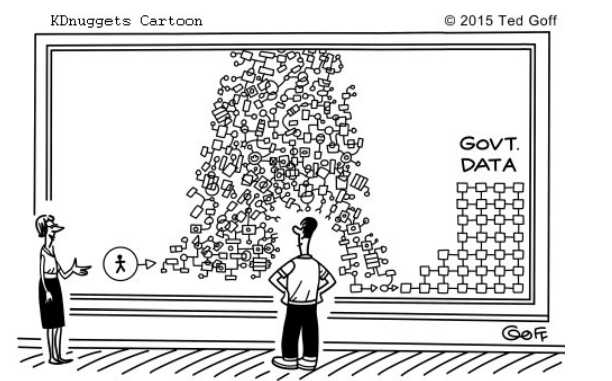 KDnuggets Cartoon
© 2015 Ted Goff
GOVT.
DATA
GOFF